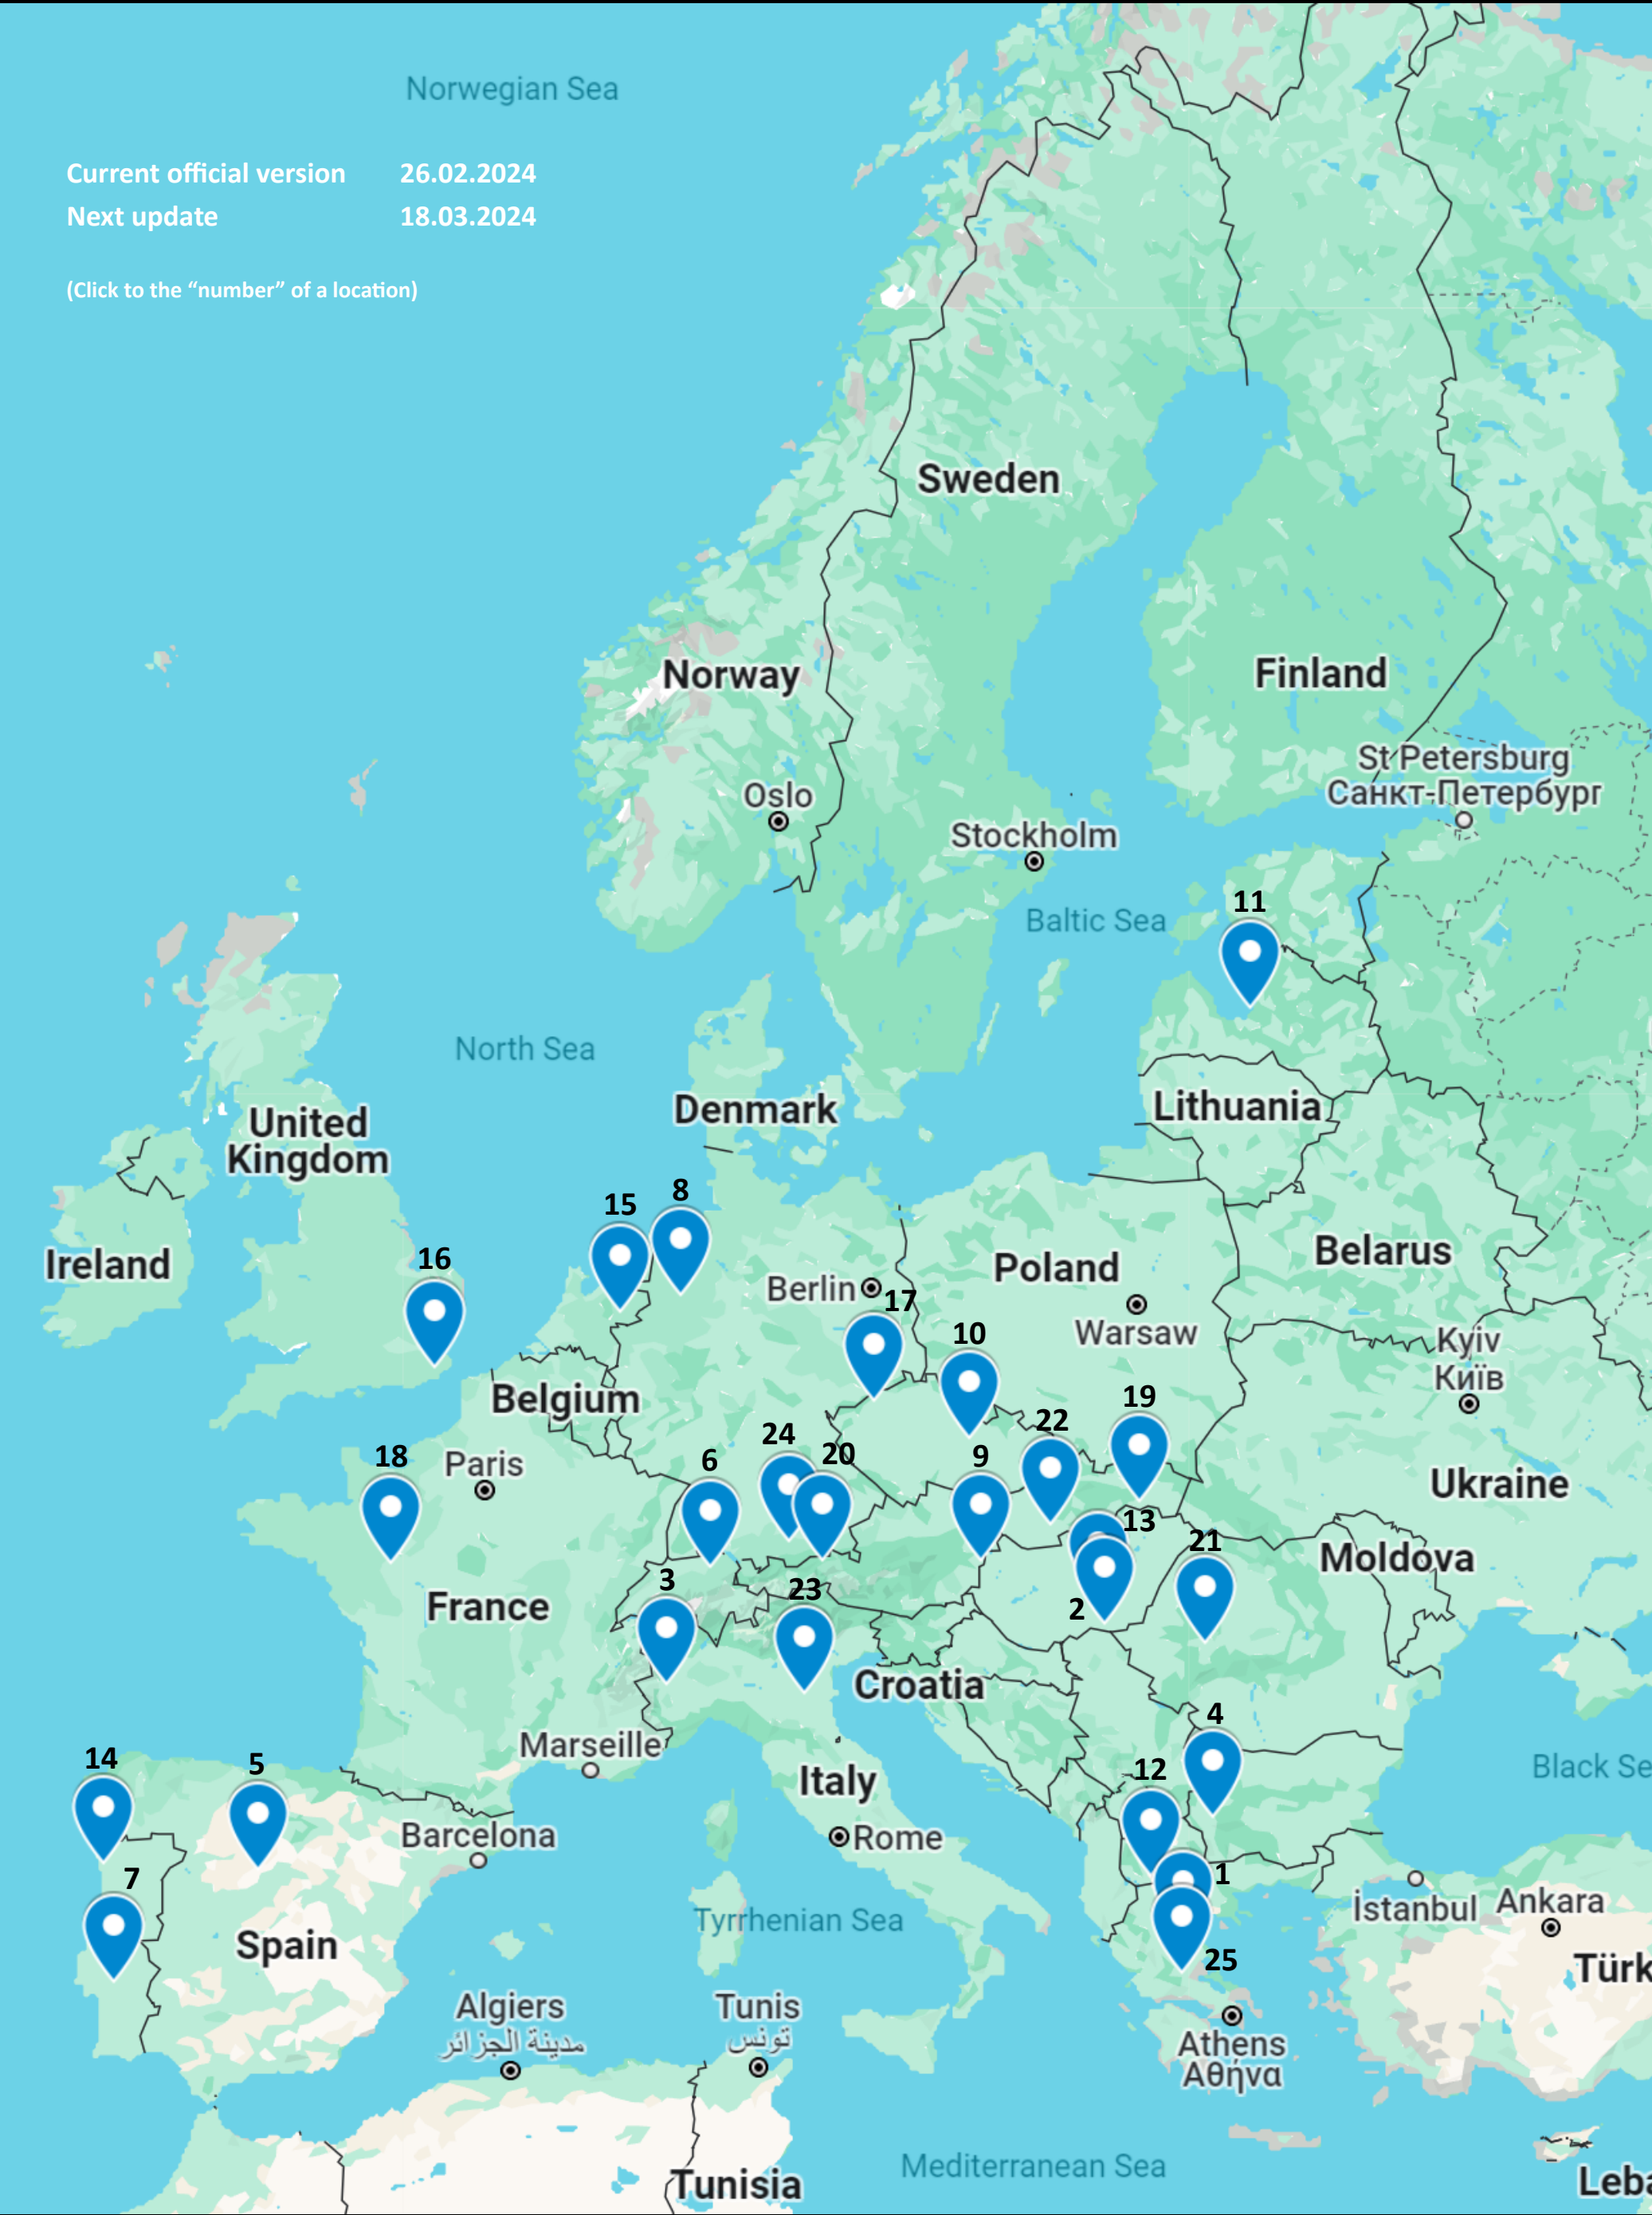 Norwegian Sea
Current official version 26.02.2024
Next update 18.03.2024
(Click to the “number” of a location)
Sweden
Norway
Finland
St Petersburg
Санкт-Петербург
Oslo
Stockholm
11
Baltic Sea
North Sea
Denmark
Lithuania
United
Kingdom
15
8
16
Ireland
Poland
Belarus
Berlin
17
Warsaw
10
Kyiv
Київ
Belgium
19
22
24
20
18
Paris
6
9
Ukraine
13
21
Moldova
3
23
France
2
Croatia
4
Marseille
14
5
12
Italy
Black Se
Barcelona
Rome
7
1
İstanbul
Ankara
Tyrrhenian Sea
Spain
25
Türk
Algiers
مدينة الجزائر
Tunis
تونس
Athens
Αθήνα
Mediterranean Sea
Tunisia
Leba